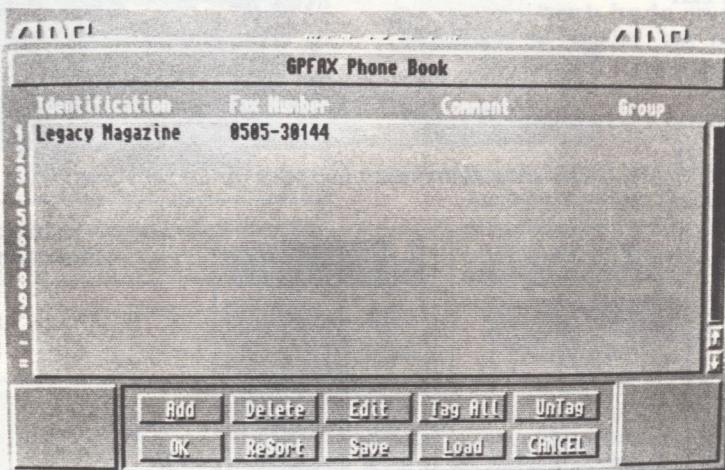 GPFAX Phone Book
Identification Fax Number Comment Group
1 Legacy Magazine 0505-30144
2
3
4
5
6
7
8
9
0
-
=
Add Delete Edit Tag All UnTag
OK ReSort Save Load CANCEL